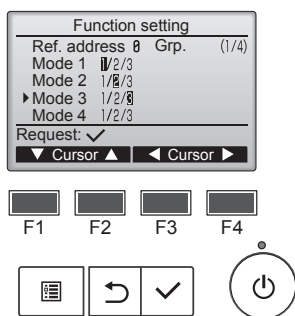 Function setting
Ref. address 0 Grp. (1/4)
Mode 1 1/2/3
Mode 2 1/2/3
Mode 3 1/2/3
Mode 4 1/2/3
Request: ✓
▼ Cursor ▲ ◀ Cursor ▶
F1 F2 F3 F4